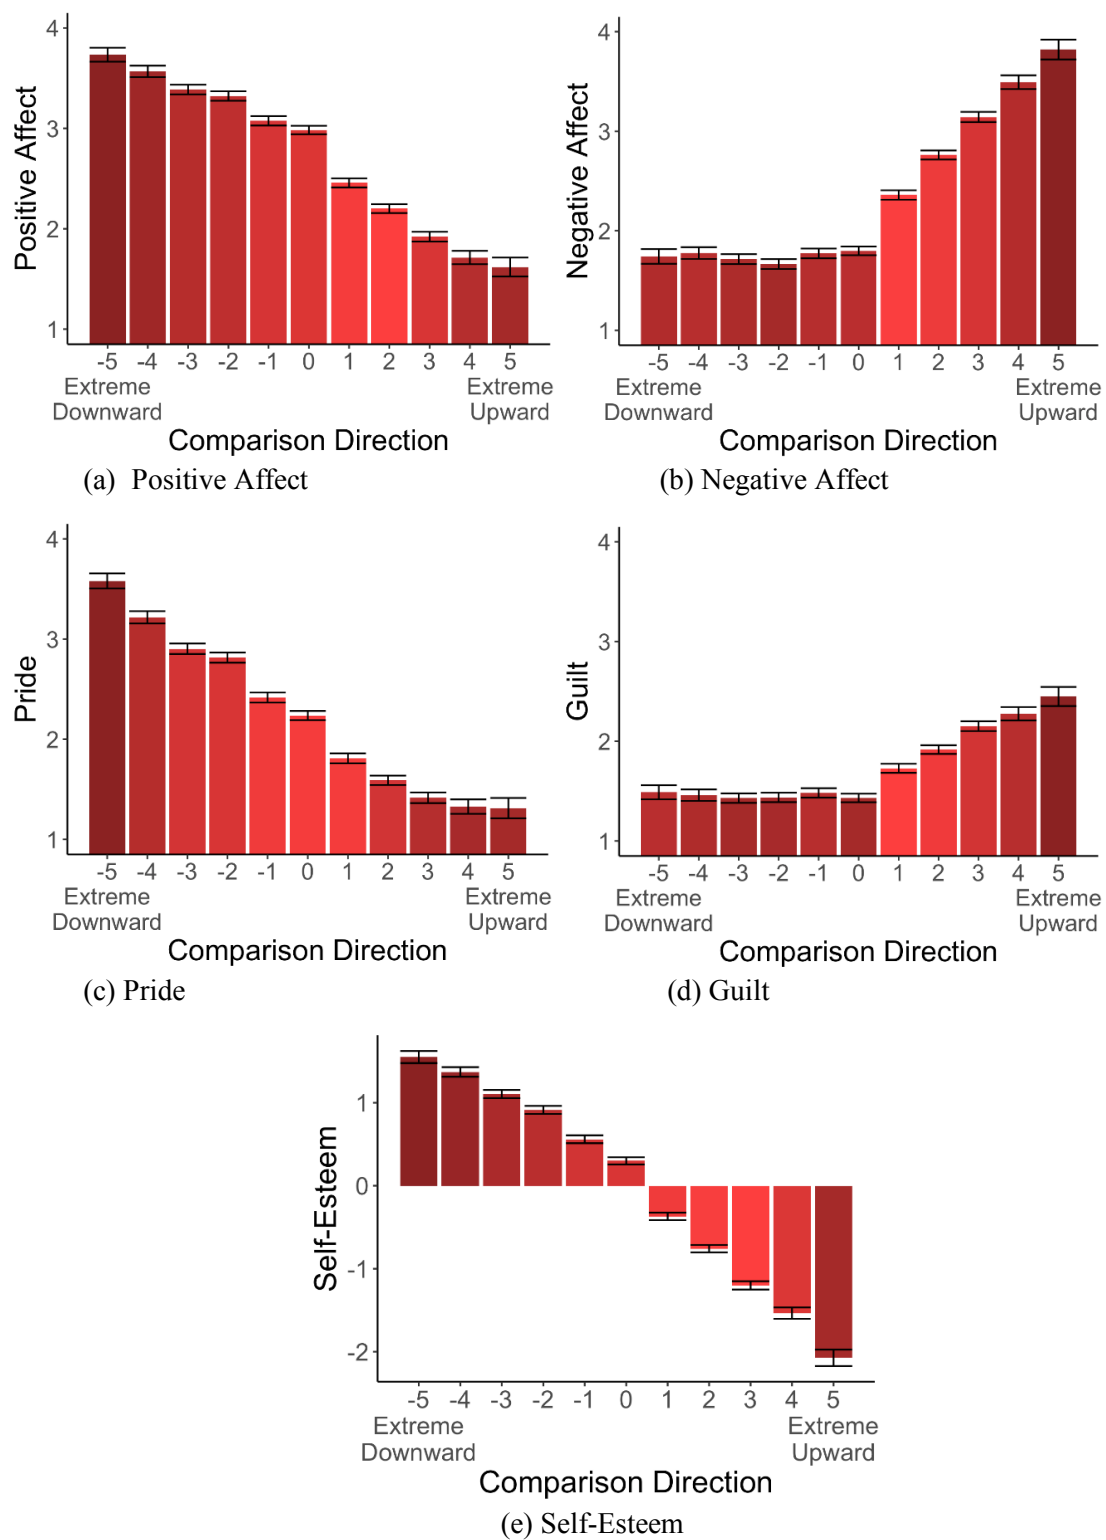 4
3
2
1
Positive Affect
-5 -4 -3 -2 -1 0 1 2 3 4 5
Extreme Extreme
Downward Upward
Comparison Direction
(a) Positive Affect
4
3
2
1
Negative Affect
-5 -4 -3 -2 -1 0 1 2 3 4 5
Extreme Extreme
Downward Upward
Comparison Direction
(b) Negative Affect
4
3
2
1
Pride
-5 -4 -3 -2 -1 0 1 2 3 4 5
Extreme Extreme
Downward Upward
Comparison Direction
(c) Pride
4
3
2
1
Guilt
-5 -4 -3 -2 -1 0 1 2 3 4 5
Extreme Extreme
Downward Upward
Comparison Direction
(d) Guilt
1
0
-1
-2
Self-Esteem
-5 -4 -3 -2 -1 0 1 2 3 4 5
Extreme Extreme
Downward Upward
Comparison Direction
(e) Self-Esteem